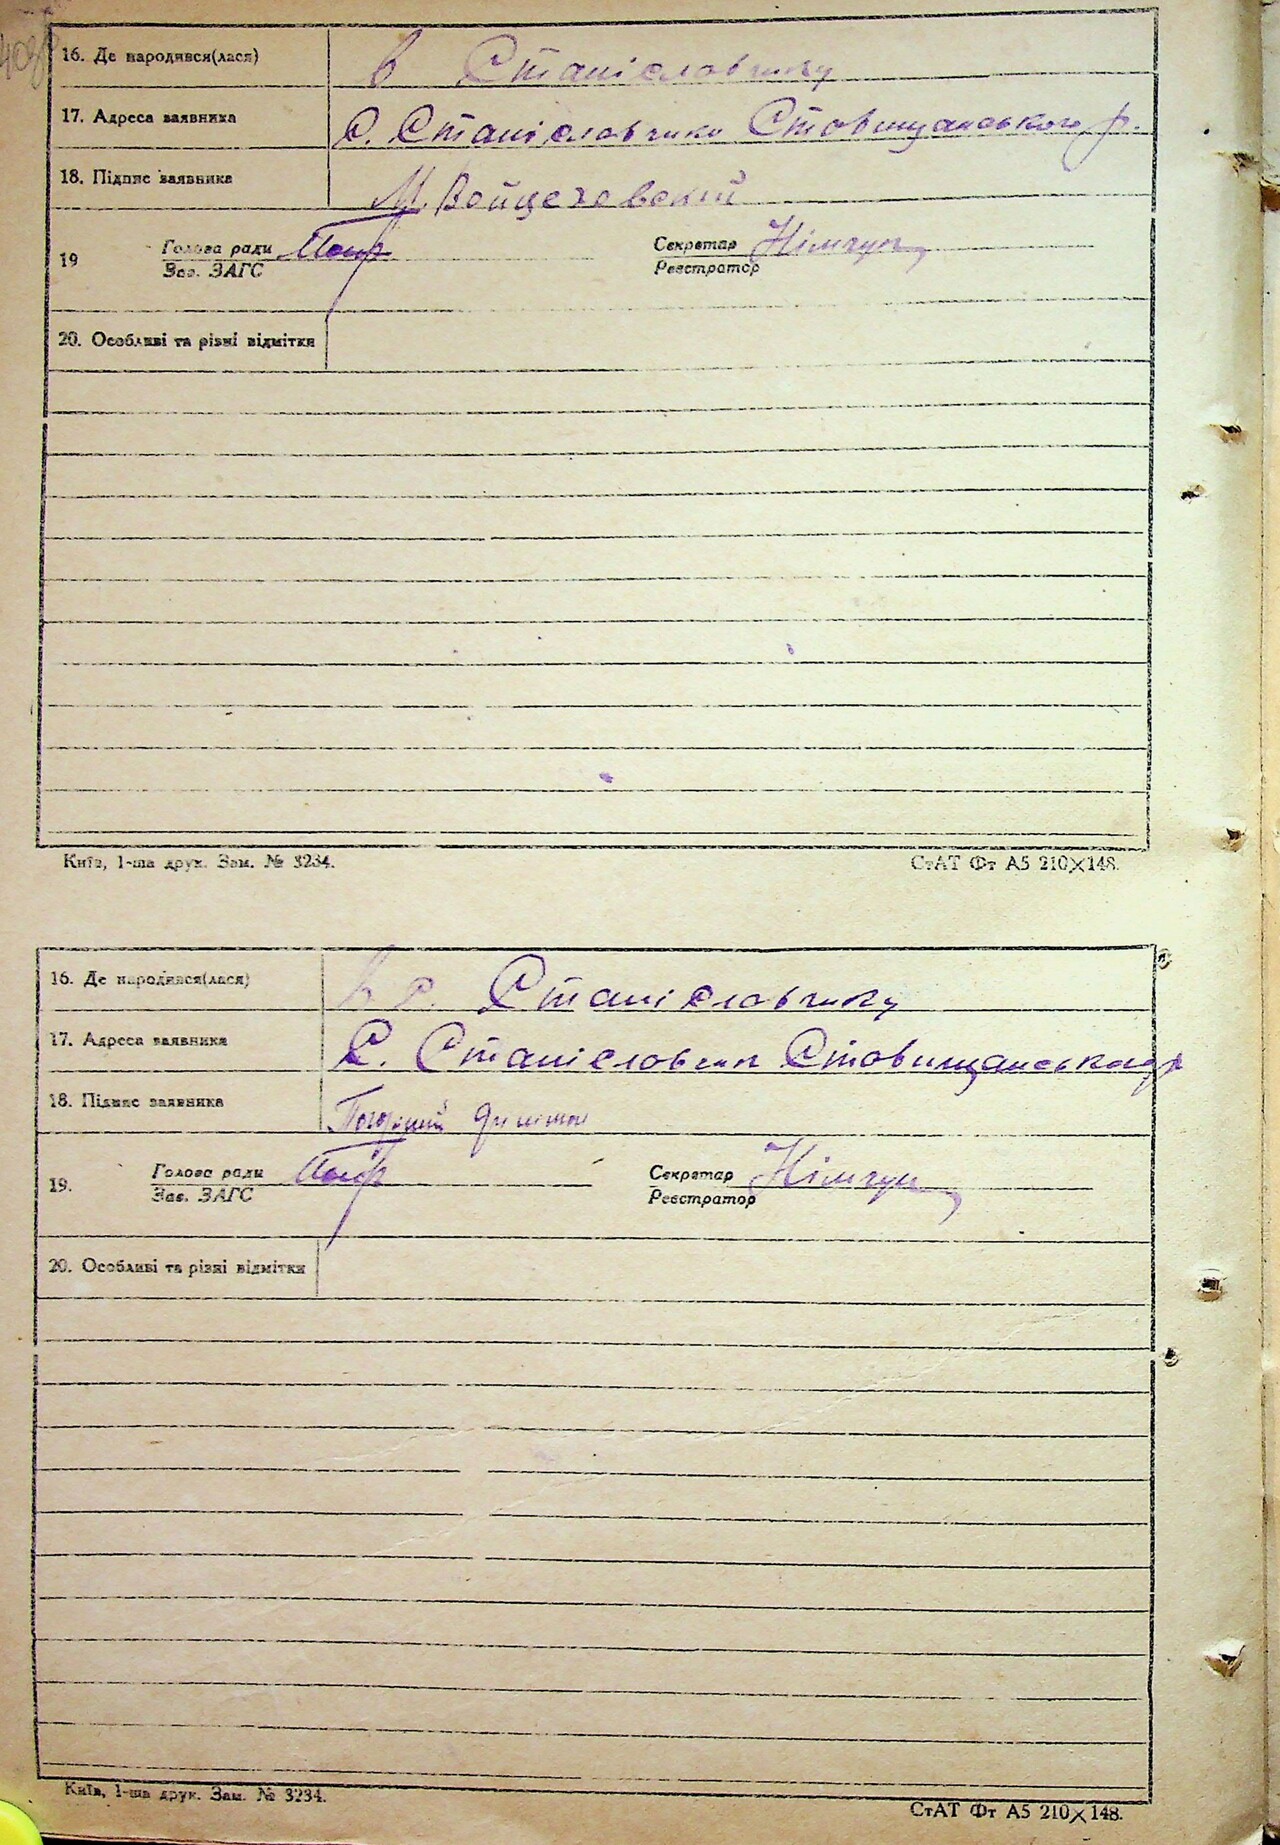 16. Де народився(лася) в Станіславчику
17. Адреса заявника С. Станіславчик Ставищанського р.
18. Підпис заявника М. Войцеховский
19 Голова ради Секретар Німчук
Зав. ЗАГС Реєстратор
20. Особливі та різні відмітки
Київ, 1-ша друк. Зам. № 3234. СтАТ Фт А5 210×148.
16. Де народився(лася) в с. Станіславчику
17. Адреса заявника С. Станіславчик Ставищанського р
18. Підпис заявника
19. Голова ради Секретар Німчук
Зав. ЗАГС Реєстратор
20. Особливі та різні відмітки
Київ, 1-ша друк. Зам. № 3234.
СтАТ Фт А5 210×148.